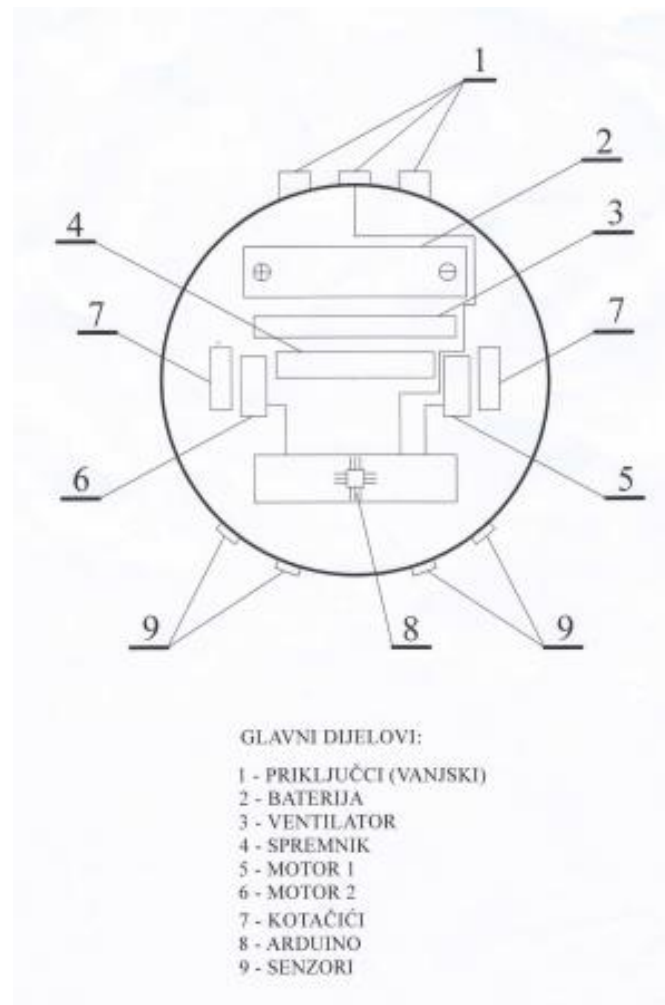 1
2
3
4
7
7
6
5
9
8
9
GLAVNI DIJELOVI:
1 - PRIKLJUČCI (VANJSKI)
2 - BATERIJA
3 - VENTILATOR
4 - SPREMNIK
5 - MOTOR 1
6 - MOTOR 2
7 - KOTAČIĆI
8 - ARDUINO
9 - SENZORI